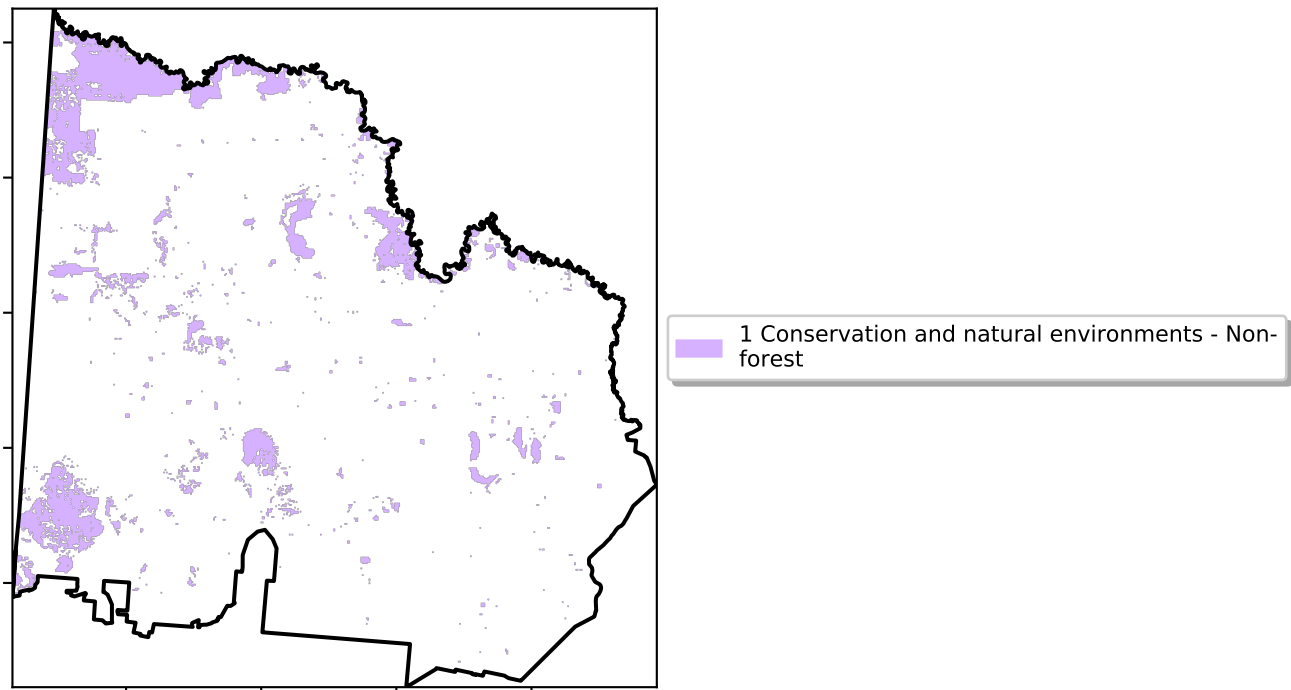 1 Conservation and natural environments - Non-
forest